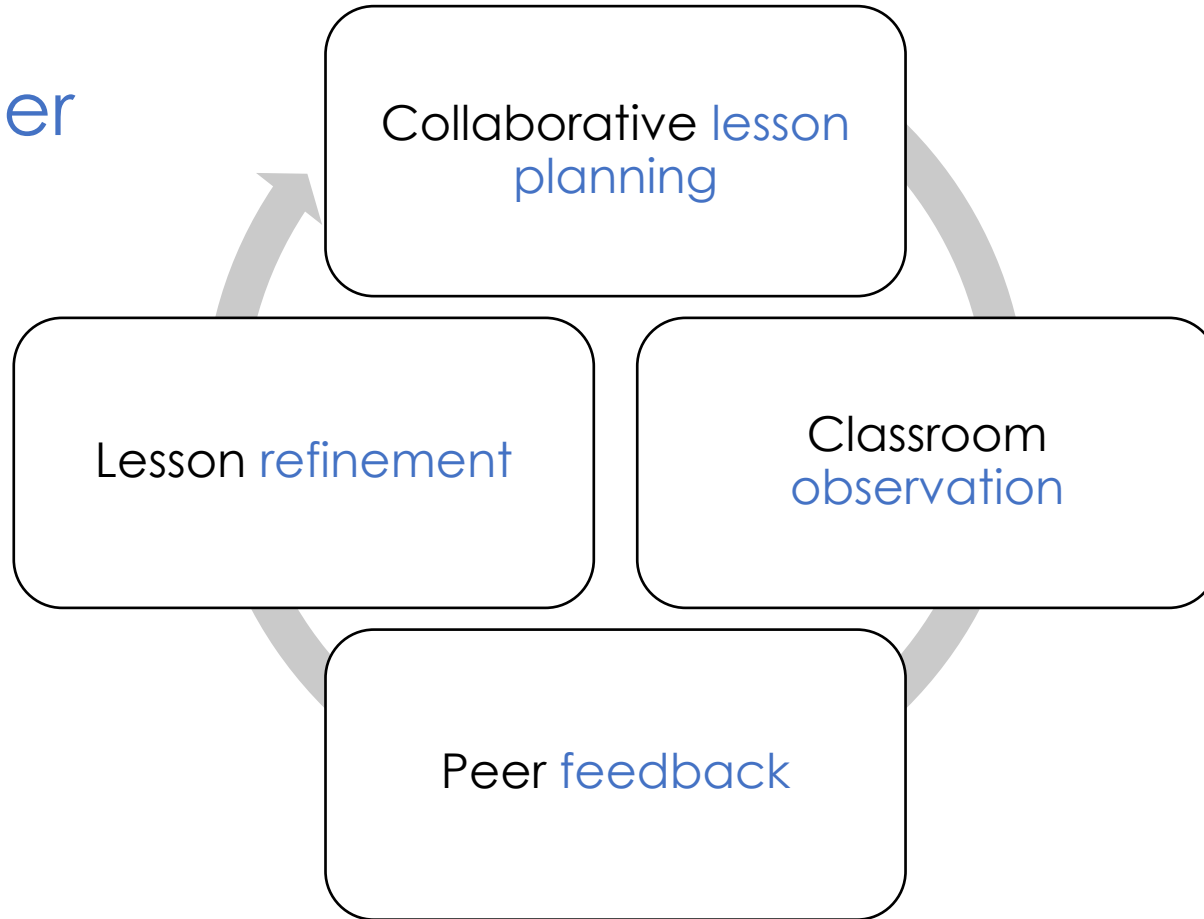 er
Collaborative lesson
planning
Classroom
observation
Lesson refinement
Peer feedback